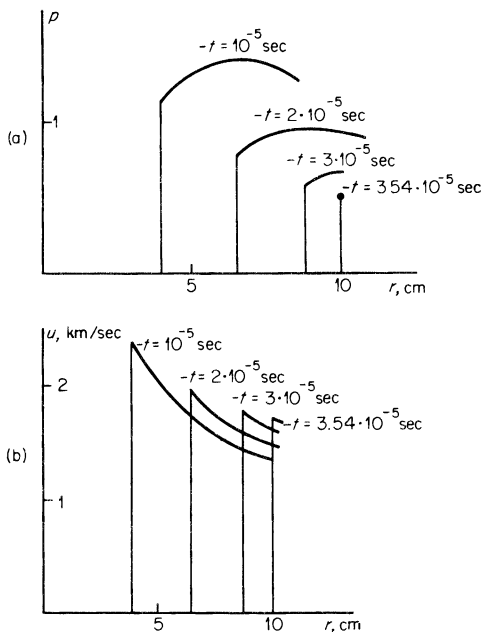 p
-t = 10⁻⁵ sec
-t = 2·10⁻⁵ sec
1
(a)
-t = 3·10⁻⁵ sec
-t = 3.54·10⁻⁵ sec
5
10
r, cm
u, km/sec
-t = 10⁻⁵ sec
2
-t = 2·10⁻⁵ sec
-t = 3·10⁻⁵ sec
-t = 3.54·10⁻⁵ sec
(b)
1
5
10
r, cm